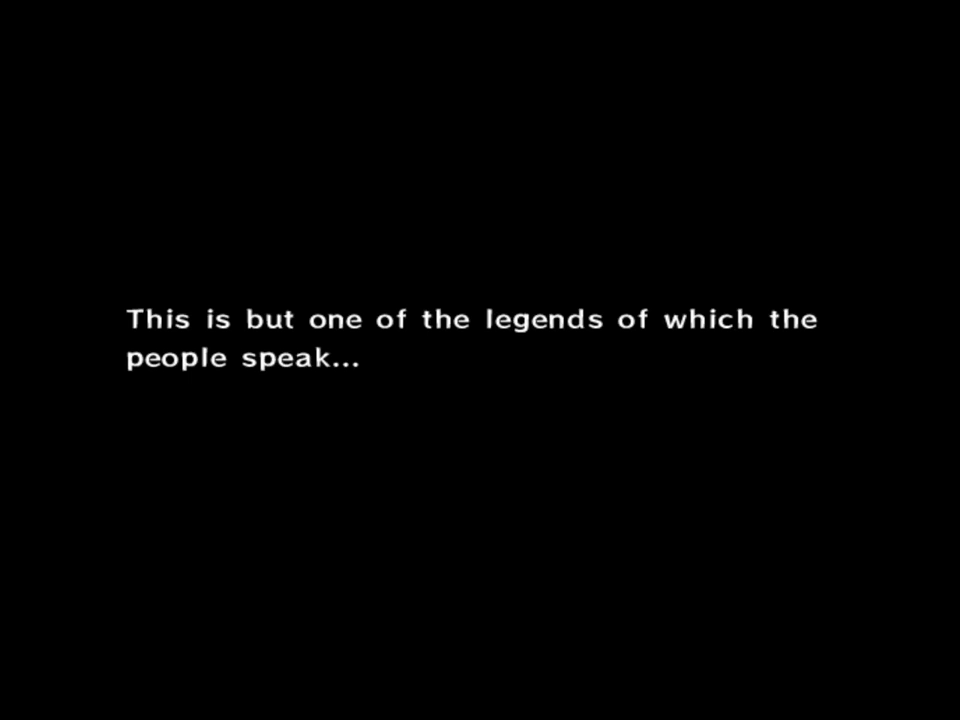 This is but one of the legends of which the
people speak...